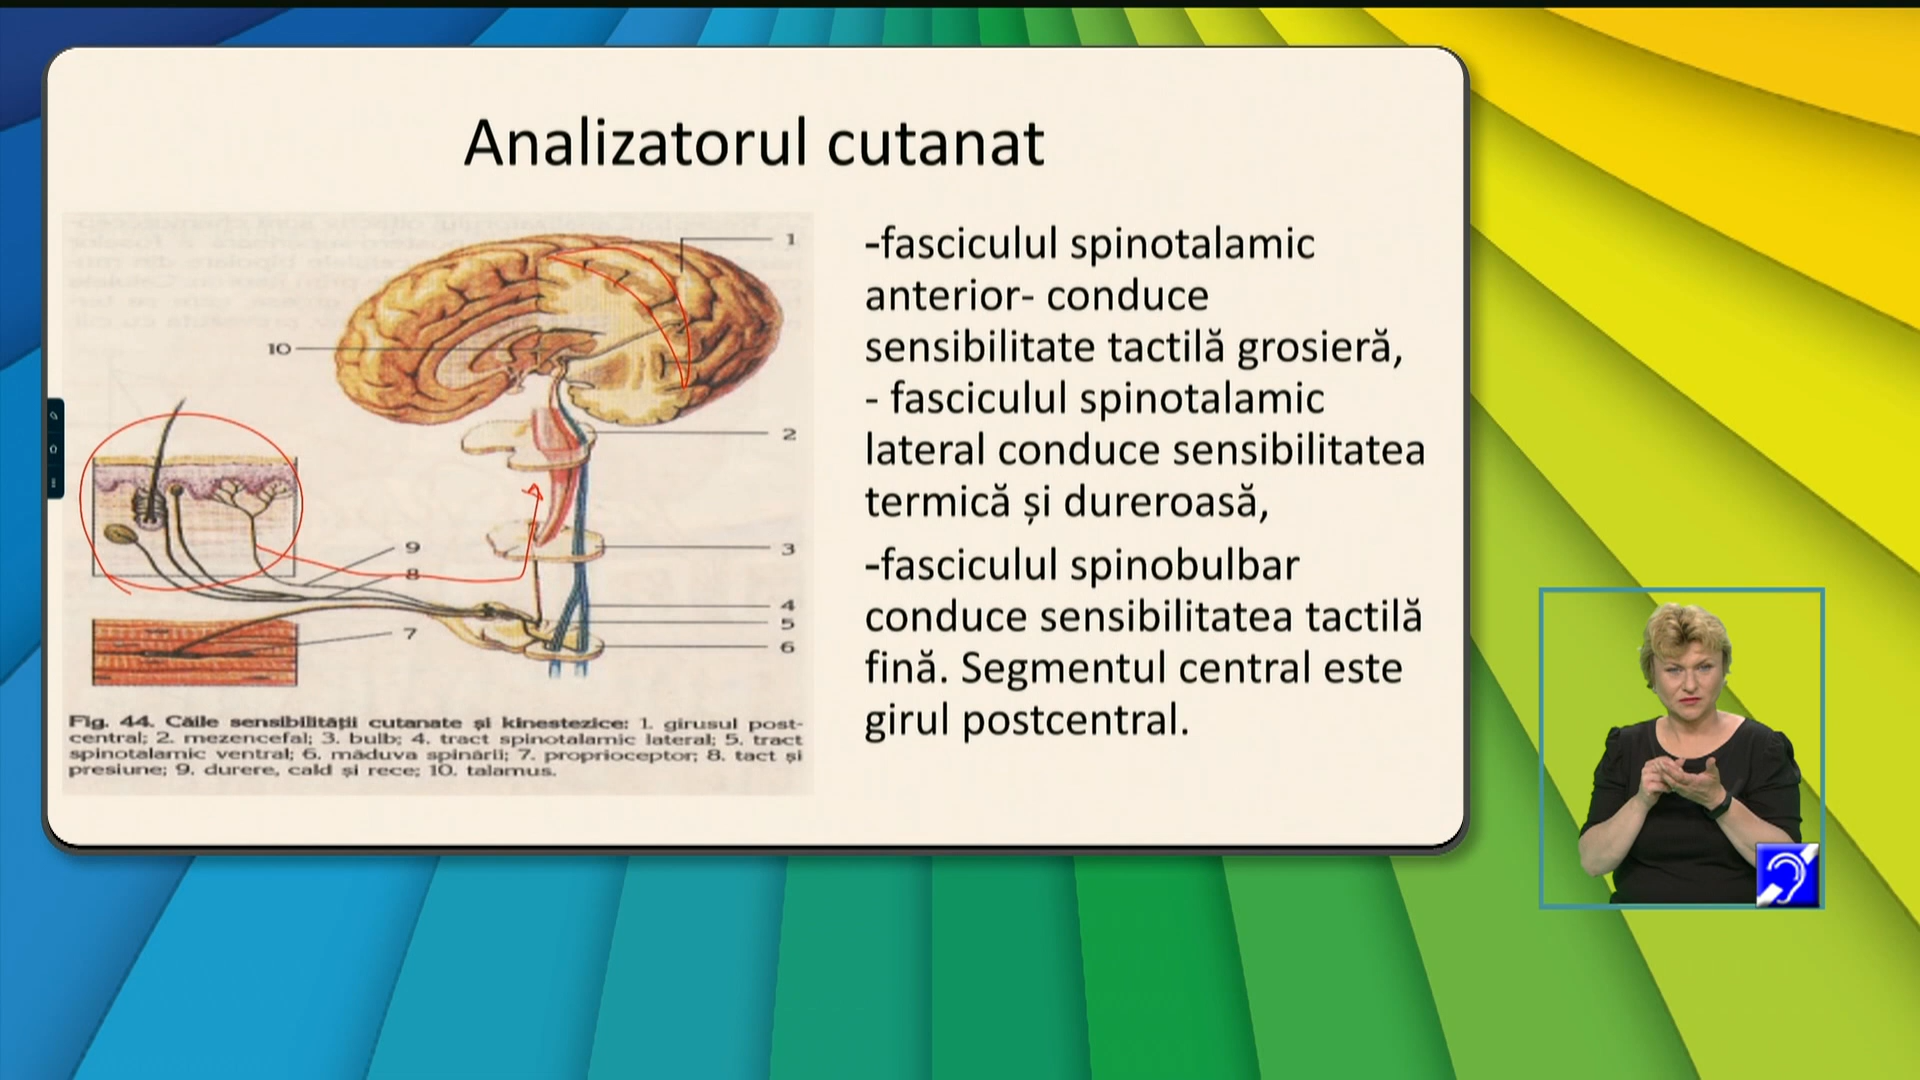 Analizatorul cutanat
1
10
2
9
8
3
7
4
5
6
Fig. 44. Căile sensibilității cutanate și kinestezice: 1. girusul post-
central; 2. mezencefal; 3. bulb; 4. tract spinotalamic lateral; 5. tract
spinotalamic ventral; 6. măduva spinării; 7. proprioceptor; 8. tact și
presiune; 9. durere, cald și rece; 10. talamus.
-fasciculul spinotalamic
anterior- conduce
sensibilitate tactilă grosieră,
- fasciculul spinotalamic
lateral conduce sensibilitatea
termică și dureroasă,
-fasciculul spinobulbar
conduce sensibilitatea tactilă
fină. Segmentul central este
girul postcentral.